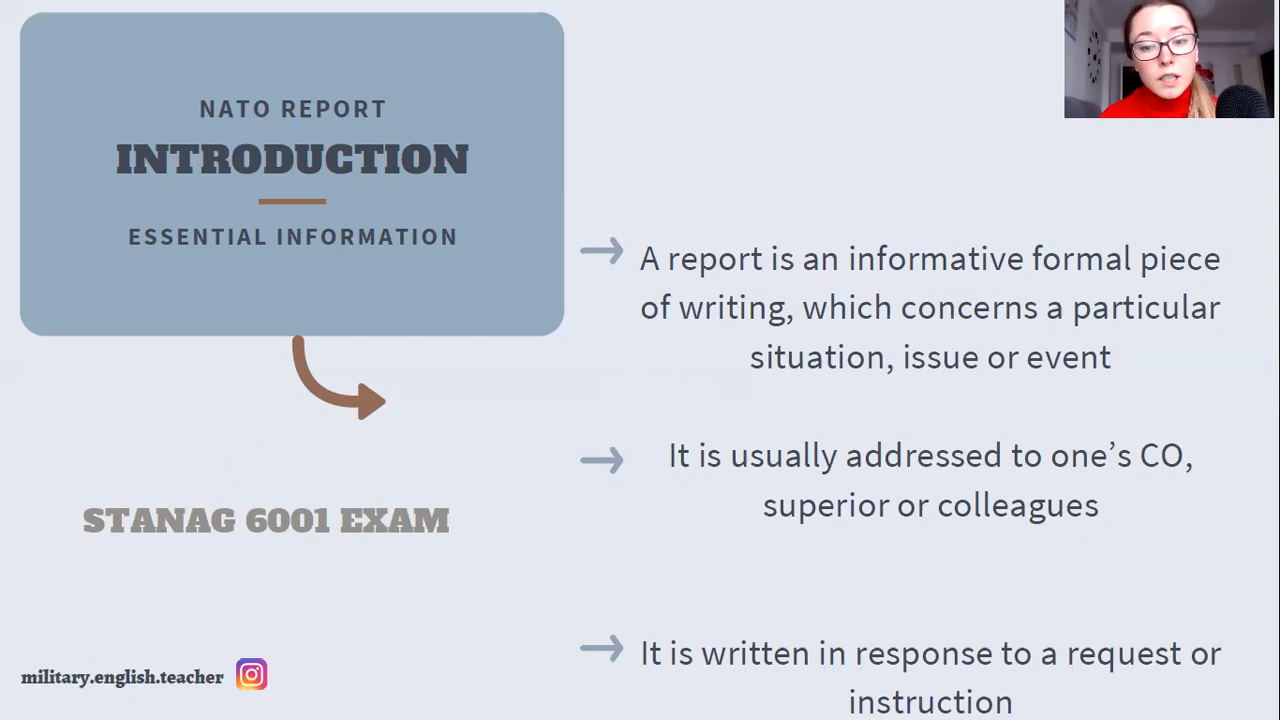 NATO REPORT
INTRODUCTION
ESSENTIAL INFORMATION
A report is an informative formal piece
of writing, which concerns a particular
situation, issue or event
It is usually addressed to one’s CO,
superior or colleagues
STANAG 6001 EXAM
It is written in response to a request or
instruction
military.english.teacher